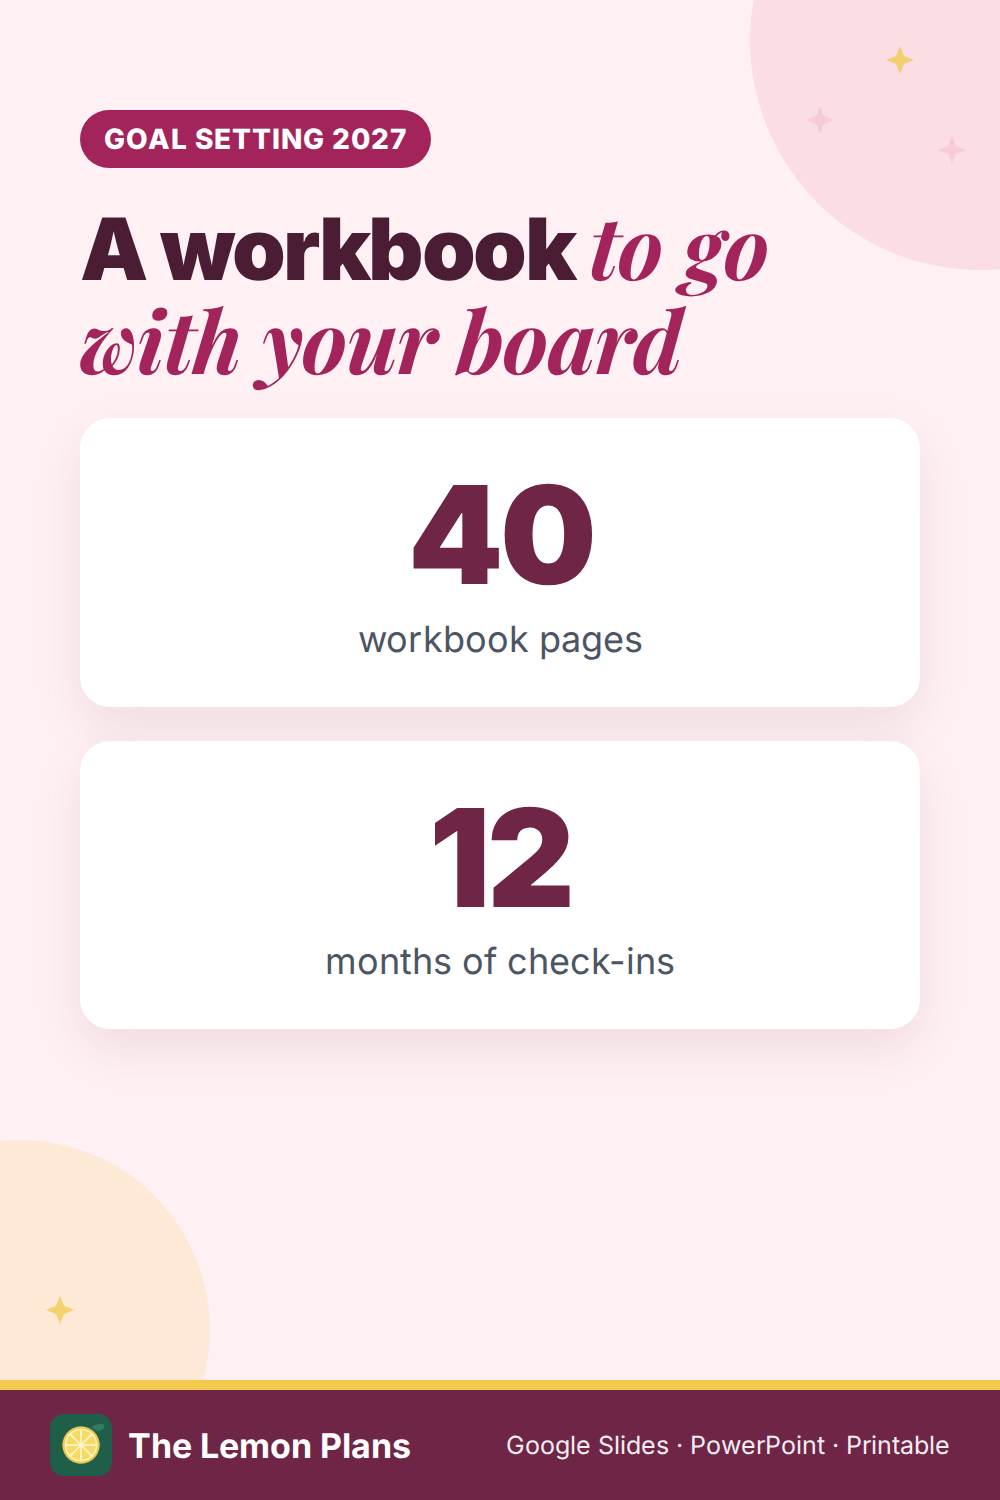 GOAL SETTING 2027
A workbook to go
with your board
40
workbook pages
12
months of check-ins
The Lemon Plans
Google Slides · PowerPoint · Printable